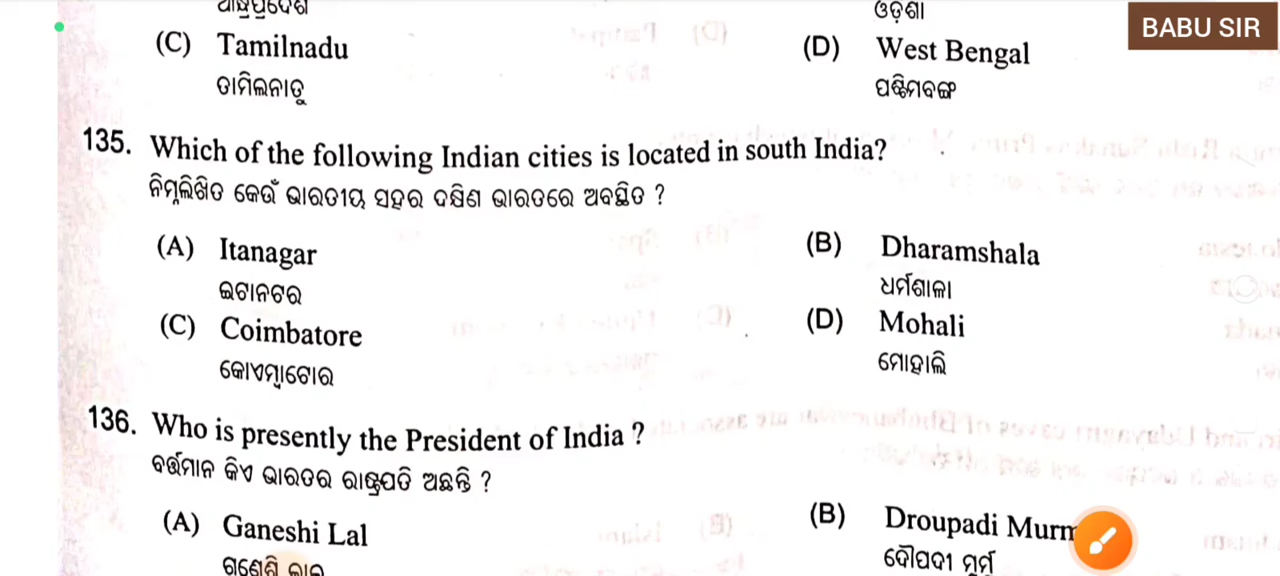 BABU SIR
ଓଡ଼ିଶା
(C) Tamilnadu
(D) West Bengal
ତାମିଲନାଡୁ
ପଶ୍ଚିମବଙ୍ଗ
135. Which of the following Indian cities is located in south India?
ନିମ୍ନଲିଖିତ କେଉଁ ଭାରତୀୟ ସହର ଦକ୍ଷିଣ ଭାରତରେ ଅବସ୍ଥିତ ?
(A) Itanagar
(B) Dharamshala
ଇଟାନଗର
ଧର୍ମଶାଳା
(C) Coimbatore
(D) Mohali
କୋଏମ୍ବାଟୋର
ମୋହାଲି
136. Who is presently the President of India ?
ବର୍ତ୍ତମାନ କିଏ ଭାରତର ରାଷ୍ଟ୍ରପତି ଅଛନ୍ତି ?
(A) Ganeshi Lal
(B) Droupadi
ଦୌପଦୀ ମୁର୍ମୁ